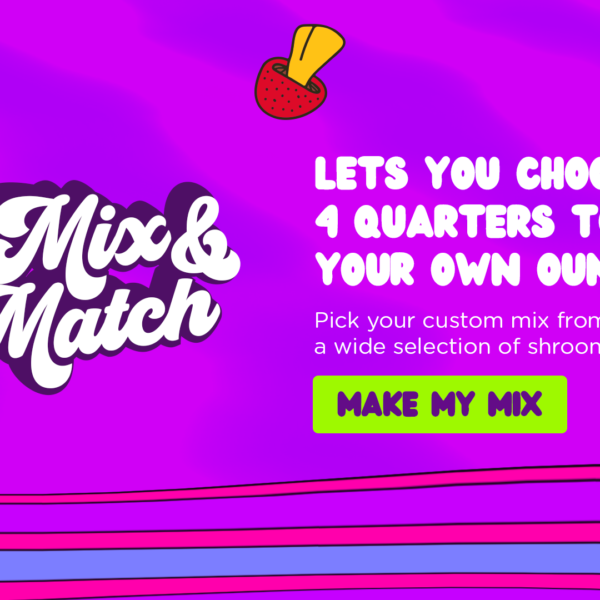 Mix &
Match
LETS YOU
4 QUARTERS
YOUR OWN
Pick your custom mix from
a wide selection of
MAKE MY MIX